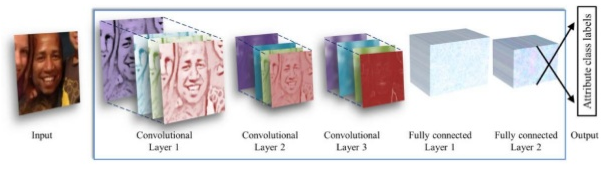 Attribute class labels
Input
Convolutional
Layer 1
Convolutional
Layer 2
Convolutional
Layer 3
Fully connected
Layer 1
Fully connected
Layer 2
Output